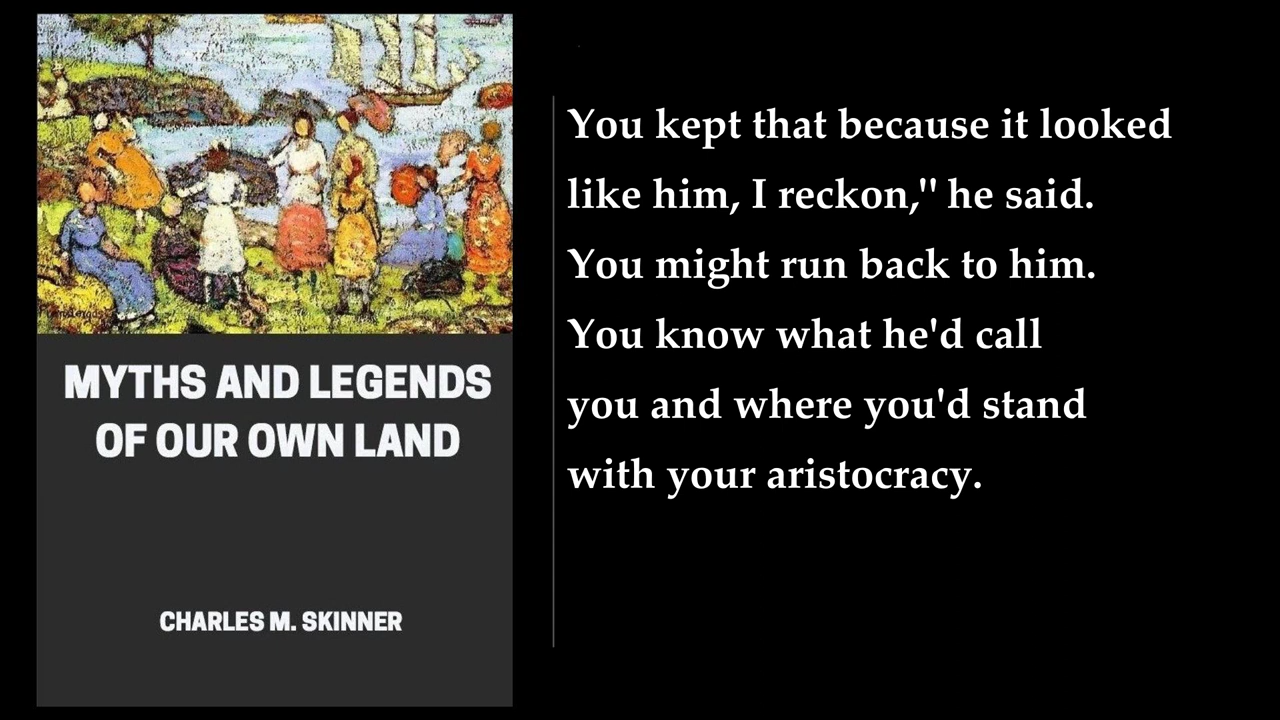 MYTHS AND LEGENDS
OF OUR OWN LAND
CHARLES M. SKINNER
You kept that because it looked
like him, I reckon," he said.
You might run back to him.
You know what he'd call
you and where you'd stand
with your aristocracy.